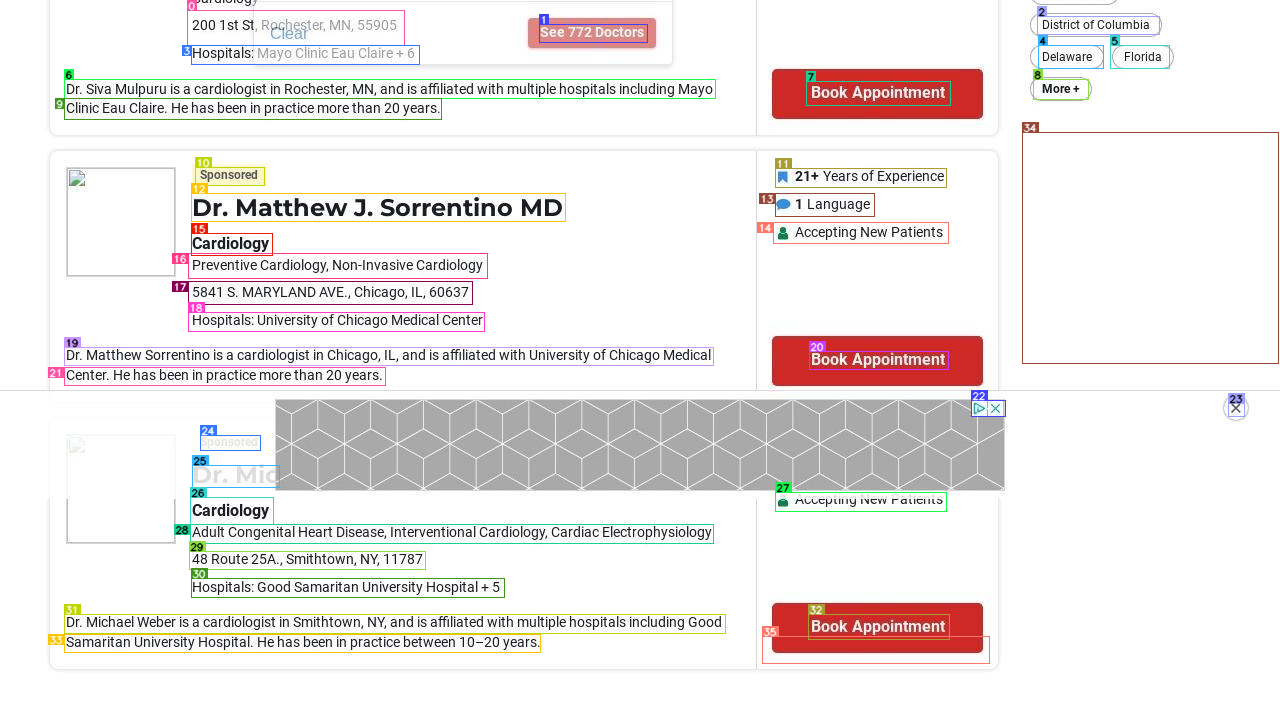 Cardiology
200 1st St, Rochester, MN, 55905
Clear
See 772 Doctors
Hospitals: Mayo Clinic Eau Claire + 6
Dr. Siva Mulpuru is a cardiologist in Rochester, MN, and is affiliated with multiple hospitals including Mayo
Clinic Eau Claire. He has been in practice more than 20 years.
Book Appointment
District of Columbia
Delaware
Florida
More +
Sponsored
Dr. Matthew J. Sorrentino MD
Cardiology
Preventive Cardiology, Non-Invasive Cardiology
5841 S. MARYLAND AVE., Chicago, IL, 60637
Hospitals: University of Chicago Medical Center
21+ Years of Experience
1 Language
Accepting New Patients
Dr. Matthew Sorrentino is a cardiologist in Chicago, IL, and is affiliated with University of Chicago Medical
Center. He has been in practice more than 20 years.
Book Appointment
Sponsored
Dr. Mic
Cardiology
Adult Congenital Heart Disease, Interventional Cardiology, Cardiac Electrophysiology
48 Route 25A., Smithtown, NY, 11787
Hospitals: Good Samaritan University Hospital + 5
Accepting New Patients
Dr. Michael Weber is a cardiologist in Smithtown, NY, and is affiliated with multiple hospitals including Good
Samaritan University Hospital. He has been in practice between 10–20 years.
Book Appointment
0
1
2
3
4
5
6
7
8
9
10
11
12
13
14
15
16
17
18
19
20
21
22
23
24
25
26
27
28
29
30
31
32
33
34
35